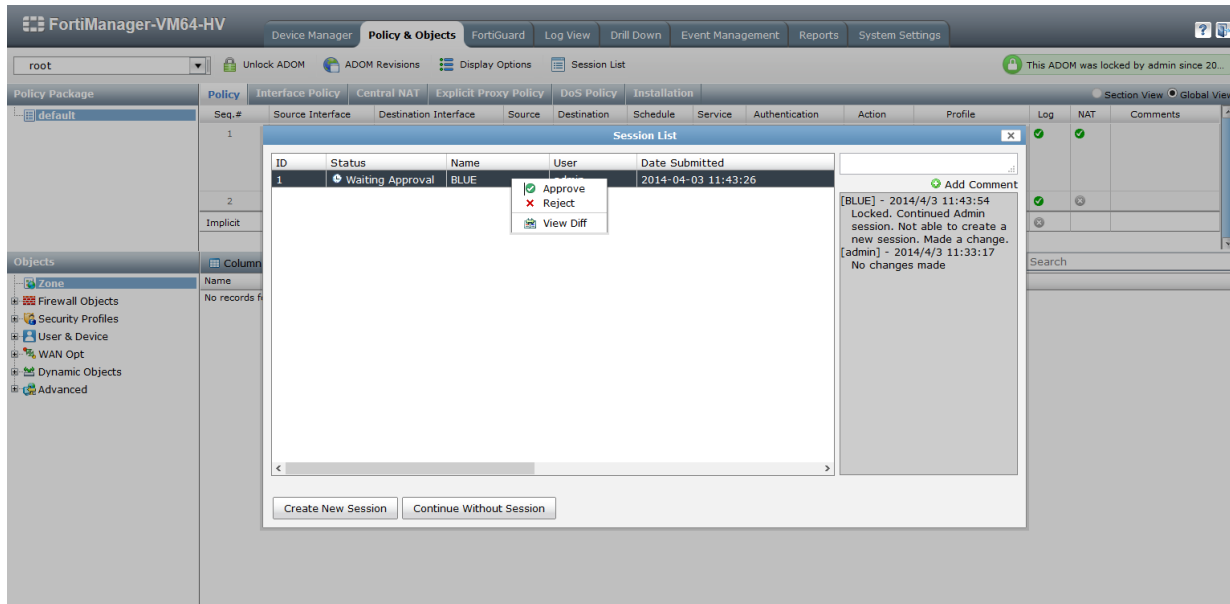 FortiManager-VM64-HV
Device Manager Policy & Objects FortiGuard Log View Drill Down Event Management Reports System Settings
root Unlock ADOM ADOM Revisions Display Options Session List This ADOM was locked by admin since 20...
Policy Package Policy Interface Policy Central NAT Explicit Proxy Policy DoS Policy Installation Section View Global View
default Seq.# Source Interface Destination Interface Source Destination Schedule Service Authentication Action Profile Log NAT Comments
1
Session List
ID Status Name User Date Submitted
1 Waiting Approval BLUE 2014-04-03 11:43:26
Approve
Reject
View Diff
Add Comment
[BLUE] - 2014/4/3 11:43:54
Locked. Continued Admin
session. Not able to create a
new session. Made a change.
[admin] - 2014/4/3 11:33:17
No changes made
2
Implicit
Objects Column Search
Zone Name
Firewall Objects No records f
Security Profiles
User & Device
WAN Opt
Dynamic Objects
Advanced
Create New Session Continue Without Session